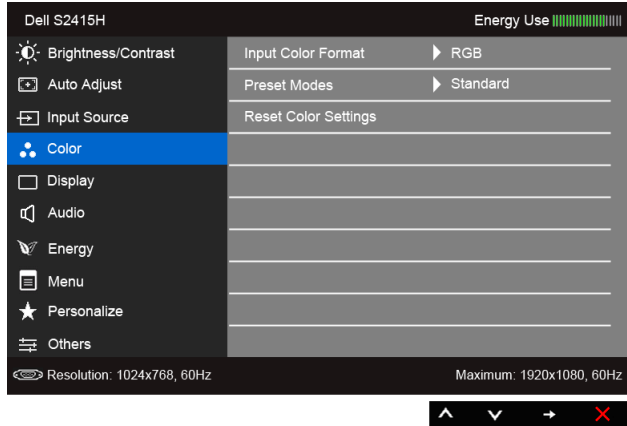 Dell S2415H
Energy Use
Brightness/Contrast
Input Color Format
RGB
Auto Adjust
Preset Modes
Standard
Input Source
Reset Color Settings
Color
Display
Audio
Energy
Menu
Personalize
Others
Resolution: 1024x768, 60Hz
Maximum: 1920x1080, 60Hz